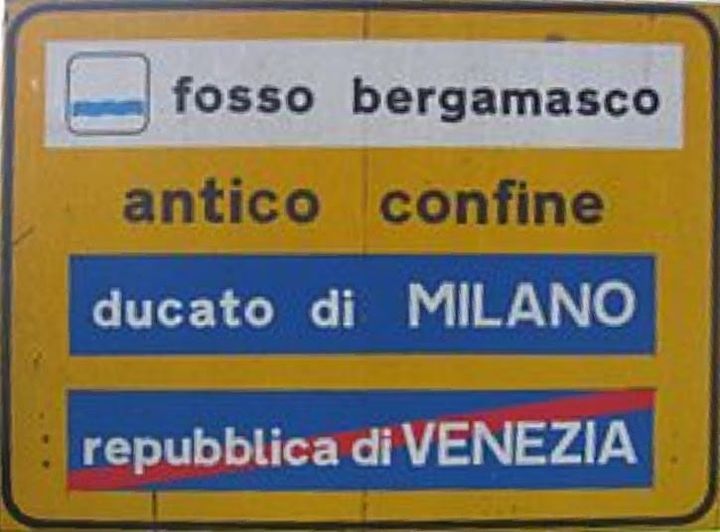 fosso bergamasco
antico confine
ducato di MILANO
repubblica di VENEZIA